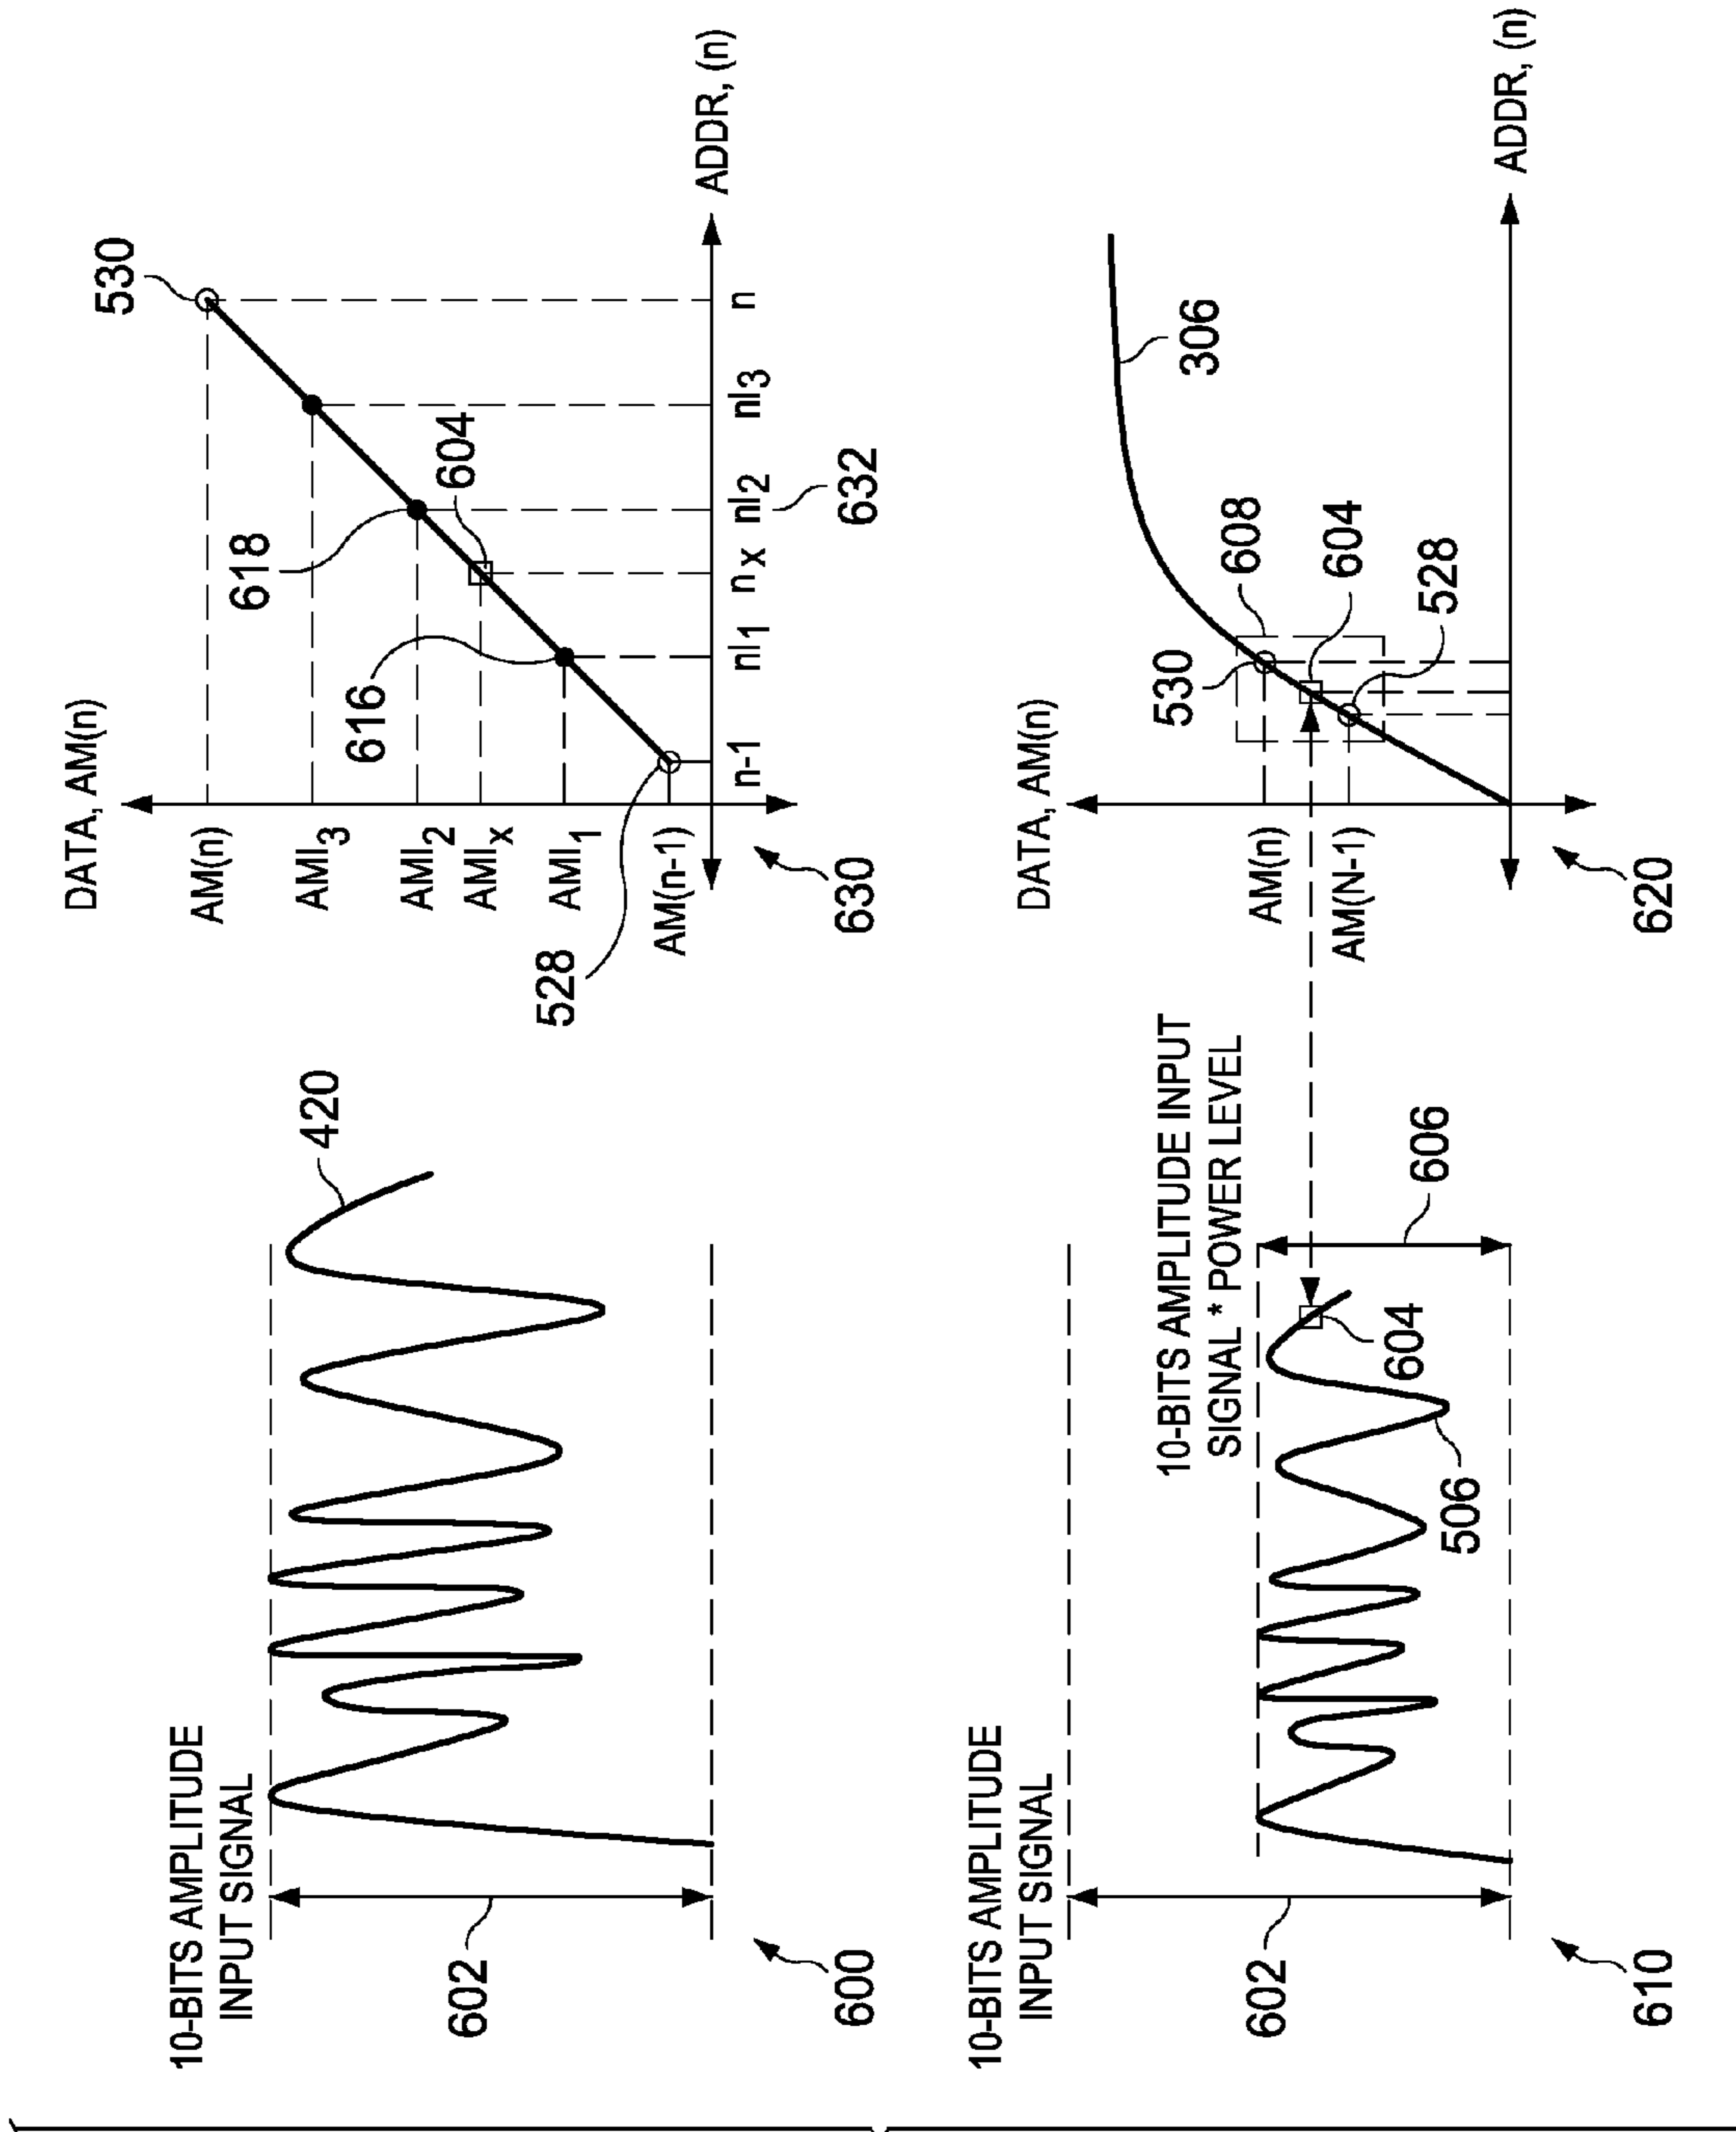 10-BITS AMPLITUDE
INPUT SIGNAL
602
420
600
DATA, AM(n)
AM(n)
AMI3
AMI2
AMIx
AMI1
AM(n-1)
530
618
604
616
528
n-1
nI1
nx
nI2
nI3
n
ADDR, (n)
632
630
10-BITS AMPLITUDE
INPUT SIGNAL
602
10-BITS AMPLITUDE INPUT
SIGNAL * POWER LEVEL
606
604
506
610
DATA, AM(n)
AM(n)
AM(N-1)
530
608
604
528
306
ADDR, (n)
620